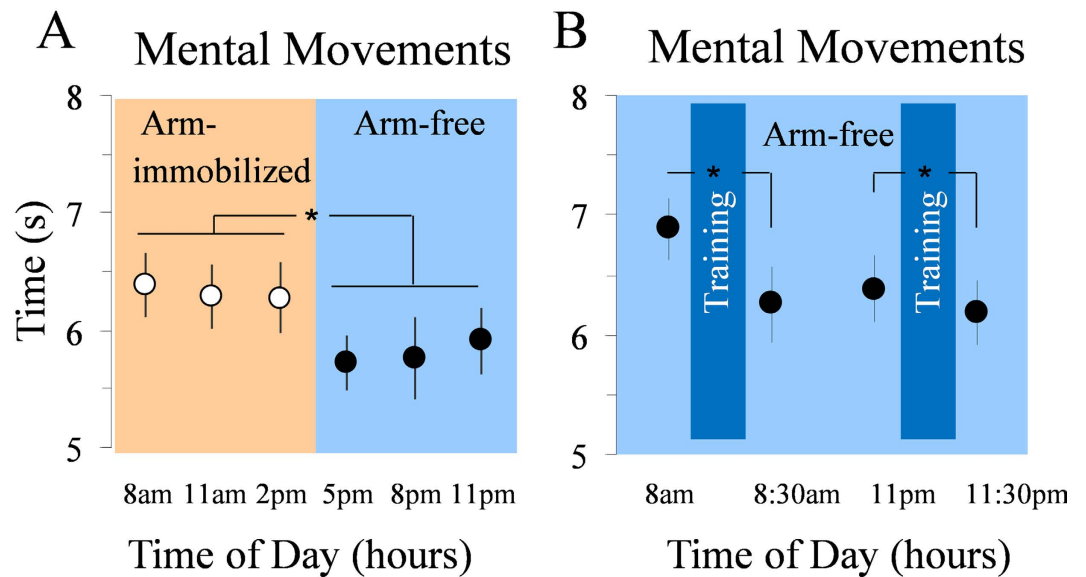 A
Mental Movements
8
7
6
5
Time (s)
Arm-
immobilized
Arm-free
*
8am 11am 2pm 5pm 8pm 11pm
Time of Day (hours)
B
Mental Movements
8
7
6
5
Arm-free
*
*
Training
Training
8am 8:30am 11pm 11:30pm
Time of Day (hours)